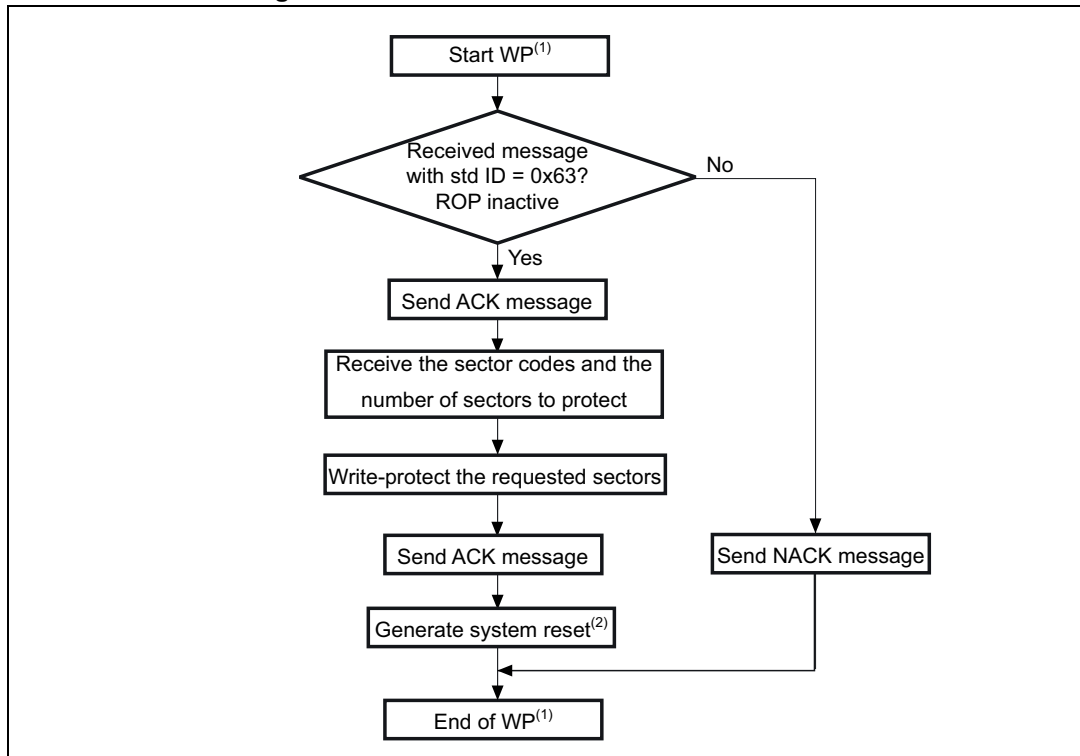 Start WP(1)
Received message
with std ID = 0x63?
ROP inactive
No
Yes
Send ACK message
Receive the sector codes and the
number of sectors to protect
Write-protect the requested sectors
Send ACK message
Send NACK message
Generate system reset(2)
End of WP(1)